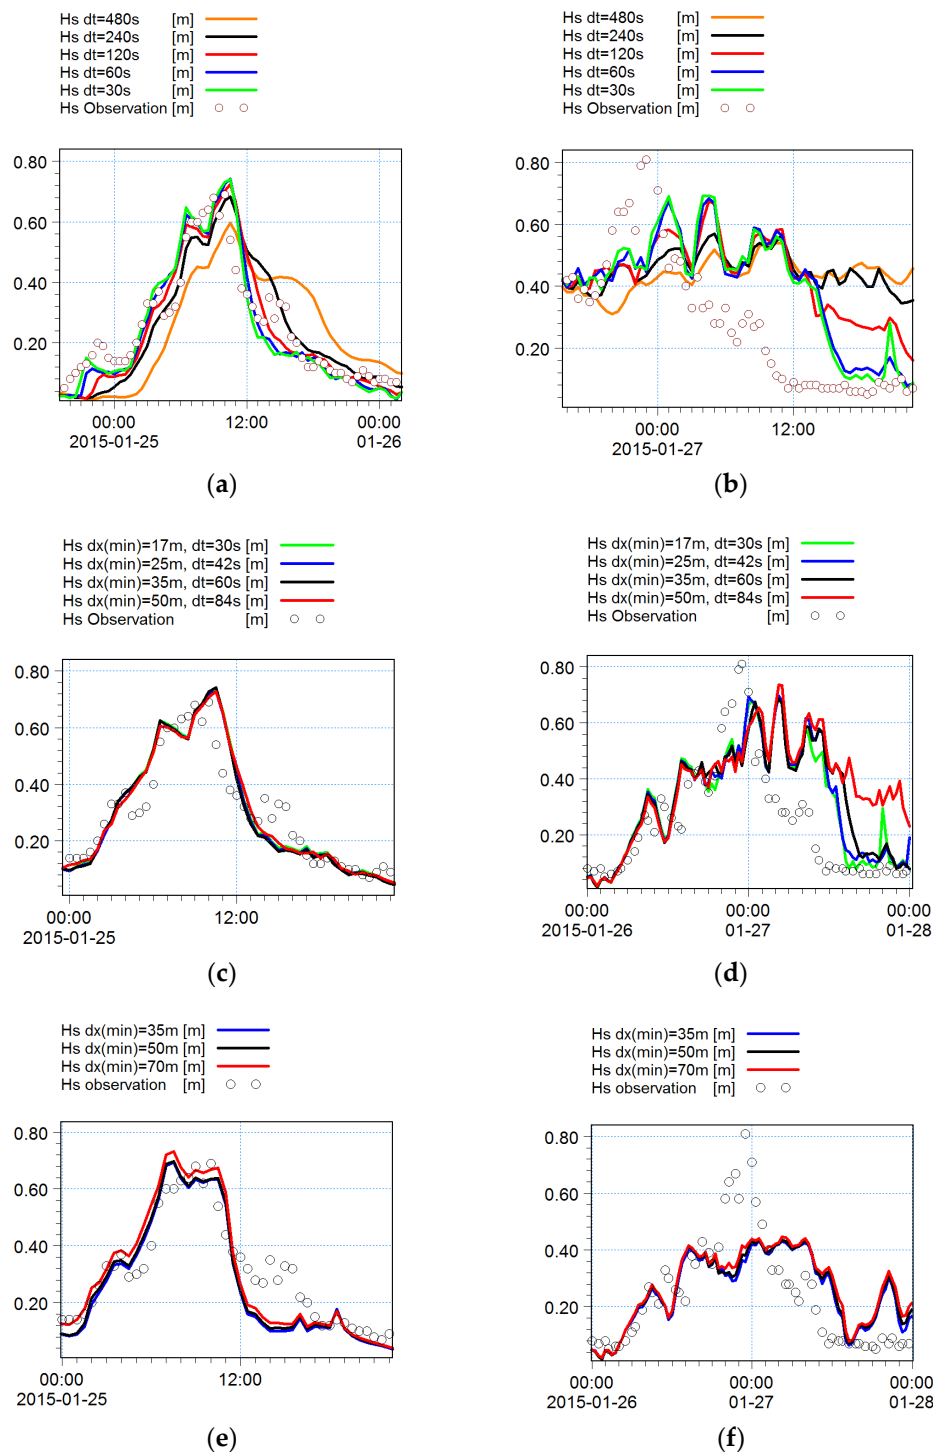 Hs dt=480s [m]
Hs dt=240s [m]
Hs dt=120s [m]
Hs dt=60s [m]
Hs dt=30s [m]
Hs Observation [m]
0.80
0.60
0.40
0.20
00:00 12:00 00:00
2015-01-25 01-26
(a)
Hs dt=480s [m]
Hs dt=240s [m]
Hs dt=120s [m]
Hs dt=60s [m]
Hs dt=30s [m]
Hs Observation [m]
0.80
0.60
0.40
0.20
00:00 12:00
2015-01-27
(b)
Hs dx(min)=17m, dt=30s [m]
Hs dx(min)=25m, dt=42s [m]
Hs dx(min)=35m, dt=60s [m]
Hs dx(min)=50m, dt=84s [m]
Hs Observation [m]
0.80
0.60
0.40
0.20
00:00 12:00
2015-01-25
(c)
Hs dx(min)=17m, dt=30s [m]
Hs dx(min)=25m, dt=42s [m]
Hs dx(min)=35m, dt=60s [m]
Hs dx(min)=50m, dt=84s [m]
Hs Observation [m]
0.80
0.60
0.40
0.20
00:00 00:00 00:00
2015-01-26 01-27 01-28
(d)
Hs dx(min)=35m [m]
Hs dx(min)=50m [m]
Hs dx(min)=70m [m]
Hs observation [m]
0.80
0.60
0.40
0.20
00:00 12:00
2015-01-25
(e)
Hs dx(min)=35m [m]
Hs dx(min)=50m [m]
Hs dx(min)=70m [m]
Hs observation [m]
0.80
0.60
0.40
0.20
00:00 00:00 00:00
2015-01-26 01-27 01-28
(f)